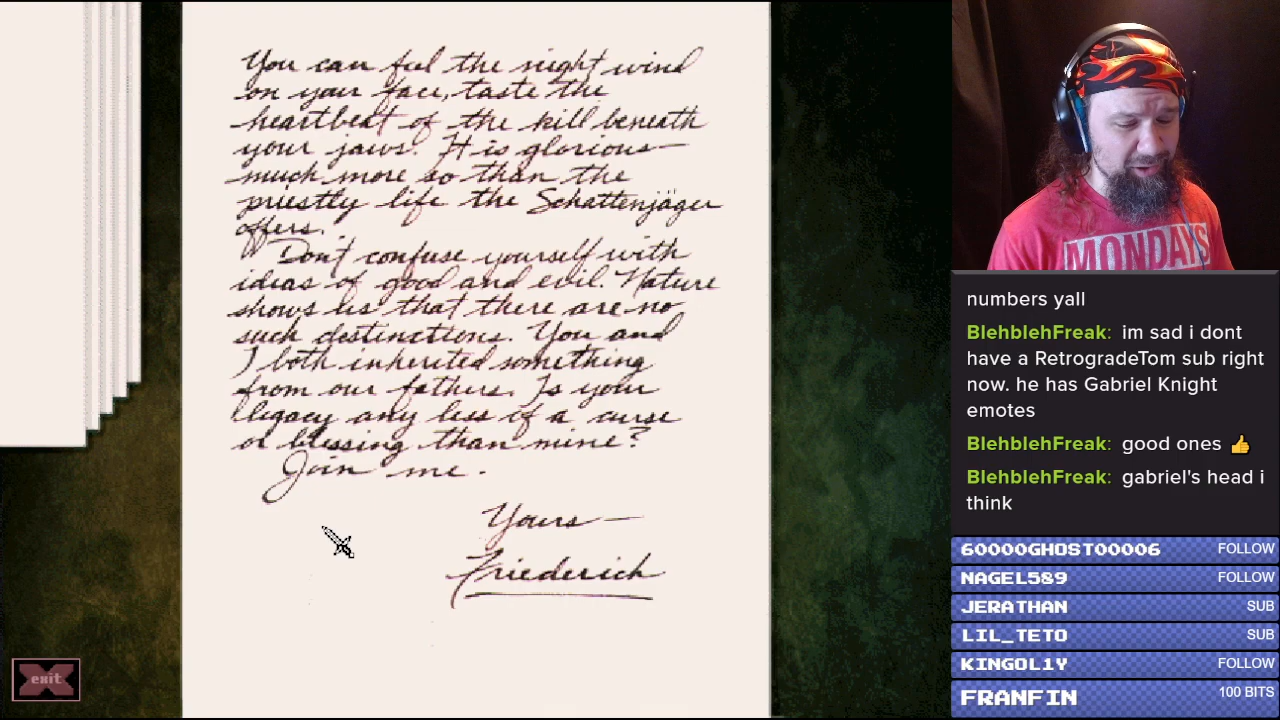 You can feel the night wind
on your face, taste the
heartbeat of the kill beneath
your jaws. It is glorious—
much more so than the
priestly life the Schattenjäger
offers.
Don't confuse yourself with
ideas of good and evil. Nature
shows us that there are no
such distinctions. You and
I both inherited something
from our fathers. Is your
legacy any less of a curse
or blessing than mine?
Join me.
Yours—
Friederich
exit
MONDAYS
numbers yall
BlehblehFreak: im sad i dont
have a RetrogradeTom sub right
now. he has Gabriel Knight
emotes
BlehblehFreak: good ones 👍
BlehblehFreak: gabriel's head i
think
60000GHOST00006 FOLLOW
NAGEL589 FOLLOW
JERATHAN SUB
LIL_TETO SUB
KINGOL1Y FOLLOW
FRANFIN 100 BITS